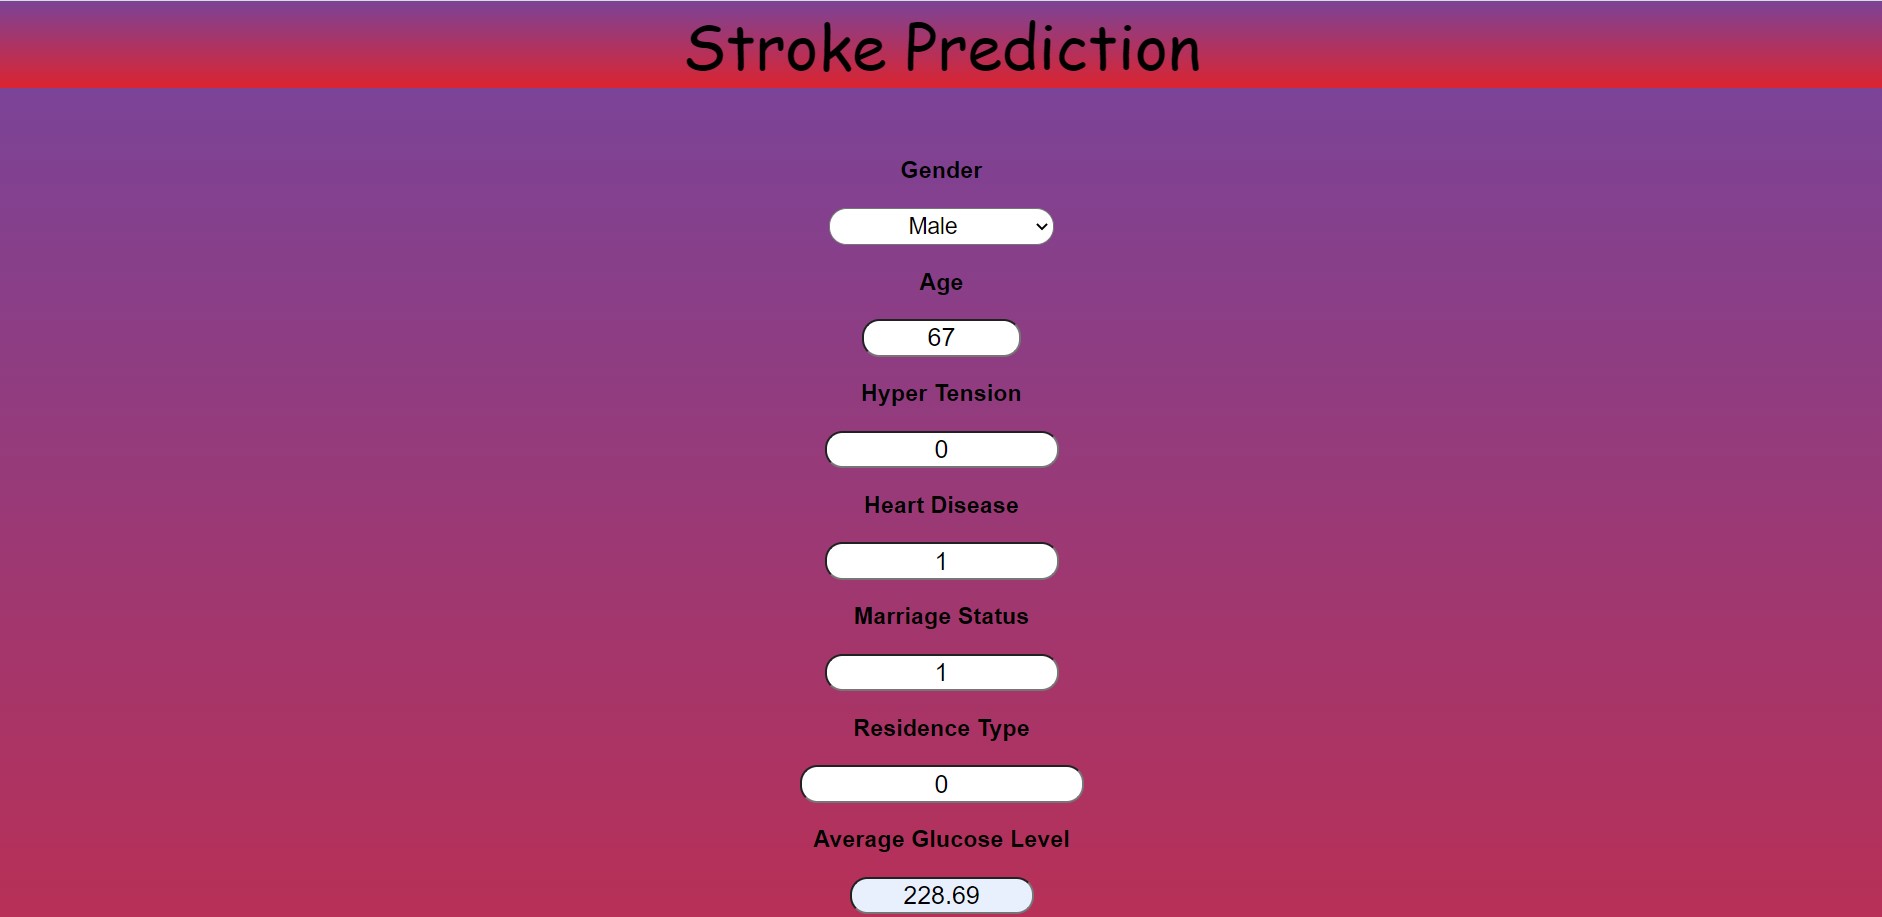 Stroke Prediction
Gender
Male
Age
67
Hyper Tension
0
Heart Disease
1
Marriage Status
1
Residence Type
0
Average Glucose Level
228.69